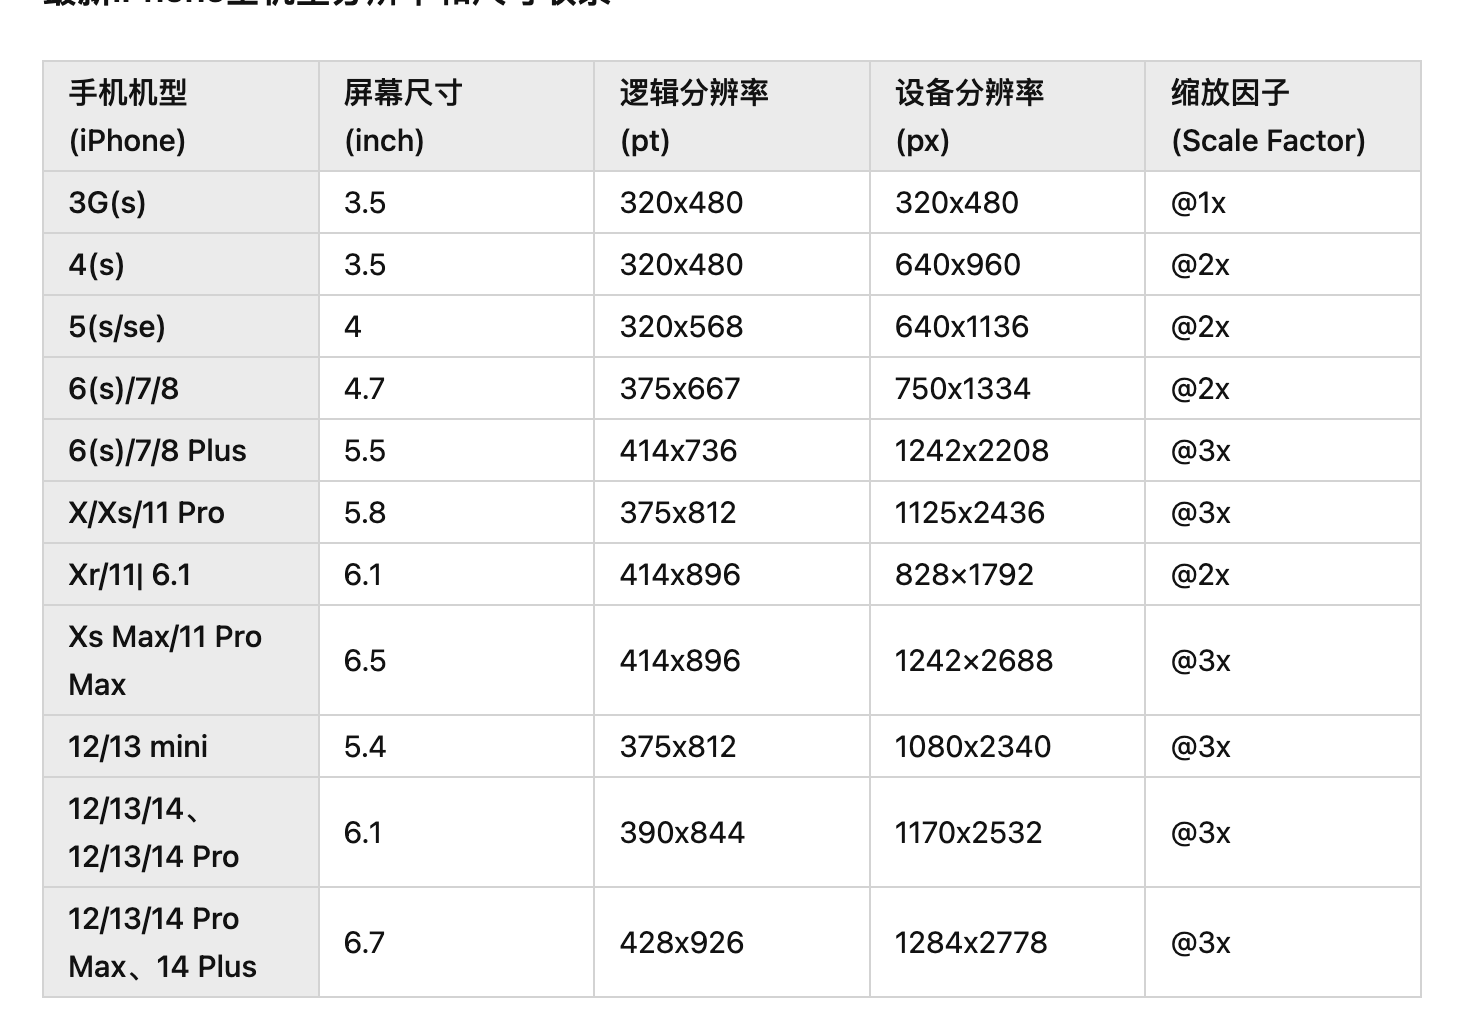 手机机型 屏幕尺寸 逻辑分辨率 设备分辨率 缩放因子
(iPhone) (inch) (pt) (px) (Scale Factor)
3G(s) 3.5 320x480 320x480 @1x
4(s) 3.5 320x480 640x960 @2x
5(s/se) 4 320x568 640x1136 @2x
6(s)/7/8 4.7 375x667 750x1334 @2x
6(s)/7/8 Plus 5.5 414x736 1242x2208 @3x
X/Xs/11 Pro 5.8 375x812 1125x2436 @3x
Xr/11| 6.1 6.1 414x896 828×1792 @2x
Xs Max/11 Pro
Max 6.5 414x896 1242×2688 @3x
12/13 mini 5.4 375x812 1080x2340 @3x
12/13/14、
12/13/14 Pro 6.1 390x844 1170x2532 @3x
12/13/14 Pro
Max、14 Plus 6.7 428x926 1284x2778 @3x